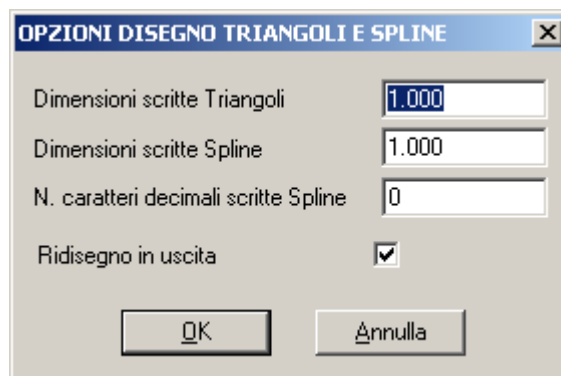 OPZIONI DISEGNO TRIANGOLI E SPLINE
Dimensioni scritte Triangoli 1.000
Dimensioni scritte Spline 1.000
N. caratteri decimali scritte Spline 0
Ridisegno in uscita
OK Annulla